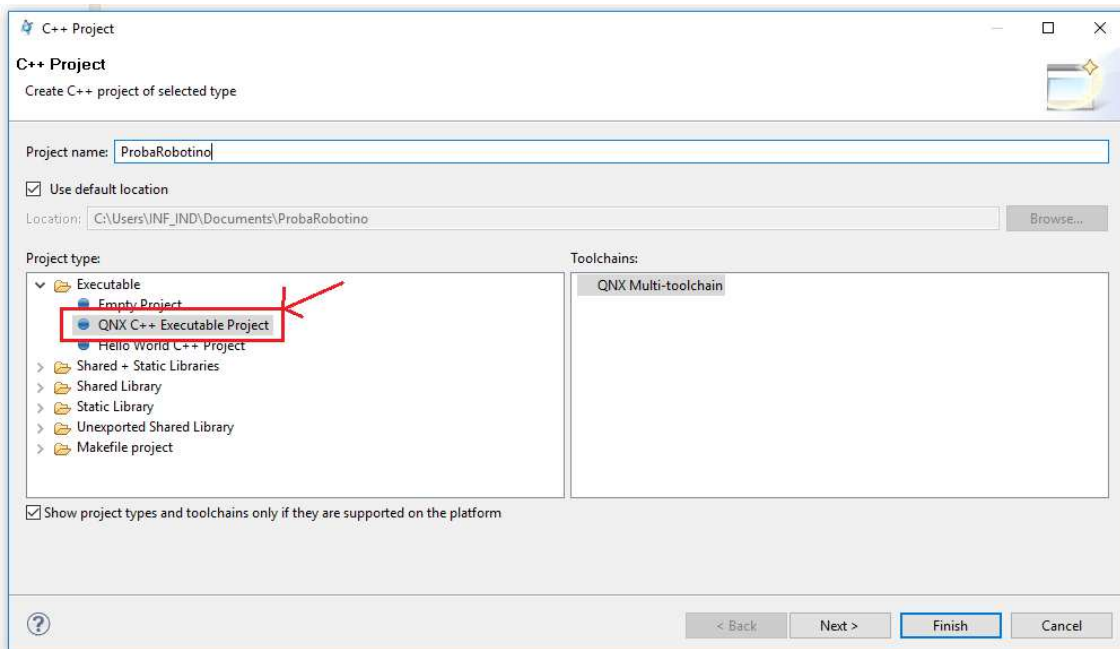 C++ Project
C++ Project
Create C++ project of selected type
Project name: ProbaRobotino
Use default location
Location: C:\Users\INF_IND\Documents\ProbaRobotino Browse...
Project type: Toolchains:
Executable QNX Multi-toolchain
Empty Project
QNX C++ Executable Project
Hello World C++ Project
Shared + Static Libraries
Shared Library
Static Library
Unexported Shared Library
Makefile project
Show project types and toolchains only if they are supported on the platform
? < Back Next > Finish Cancel